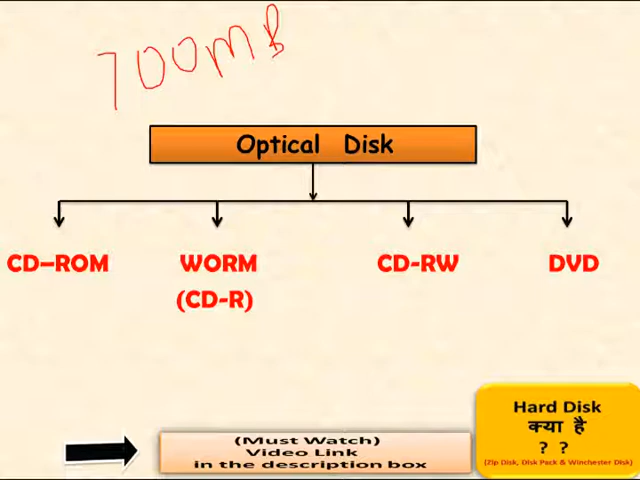 700MB
Optical Disk
CD–ROM WORM CD-RW DVD
(CD-R)
Hard Disk
क्या है
? ?
(Zip Disk, Disk Pack & Winchester Disk)
(Must Watch)
Video Link
in the description box